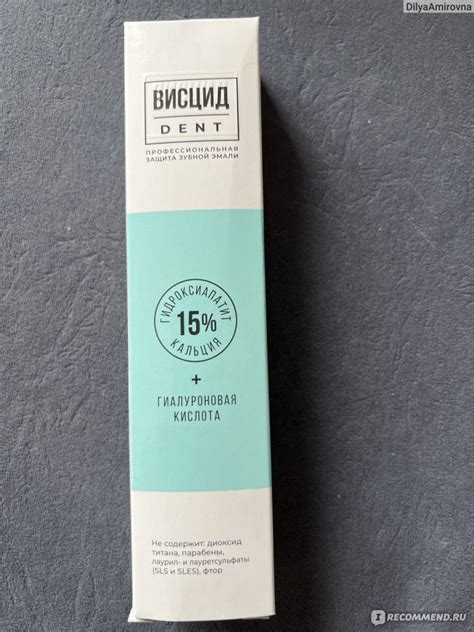 DilyaAmirovna
ВИСЦИД
DENT
ПРОФЕССИОНАЛЬНАЯ
ЗАЩИТА ЗУБНОЙ ЭМАЛИ
ГИДРОКСИАПАТИТ
15%
КАЛЬЦИЯ
+
ГИАЛУРОНОВАЯ
КИСЛОТА
Не содержит: диоксид
титана, парабены,
лаурил- и лауретсульфаты
(SLS и SLES), фтор
I RECOMMEND.RU